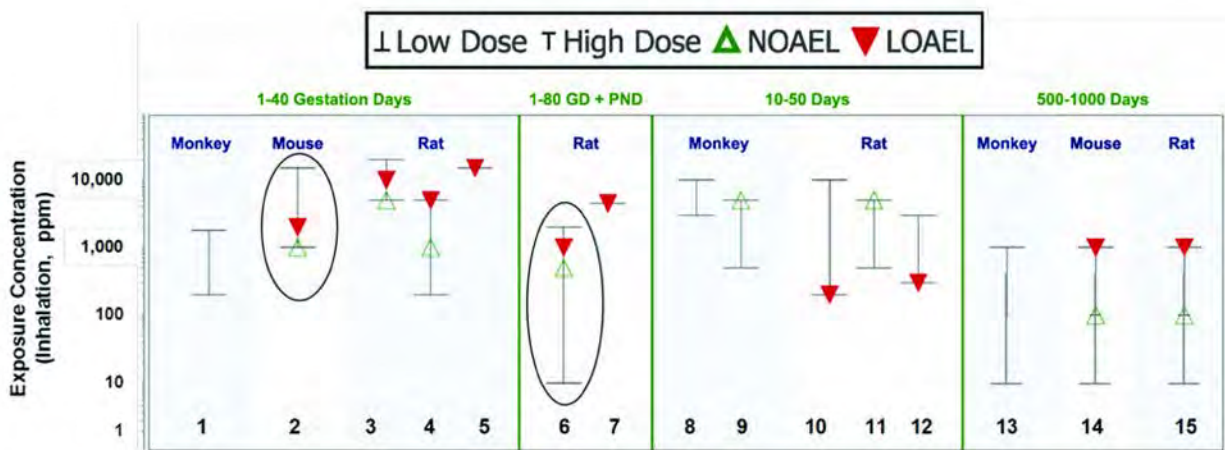 ⊥ Low Dose ⊤ High Dose NOAEL LOAEL
1-40 Gestation Days 1-80 GD + PND 10-50 Days 500-1000 Days
Monkey Mouse Rat Rat Monkey Rat Monkey Mouse Rat
Exposure Concentration
(Inhalation, ppm)
10,000
1,000
100
10
1
1 2 3 4 5 6 7 8 9 10 11 12 13 14 15